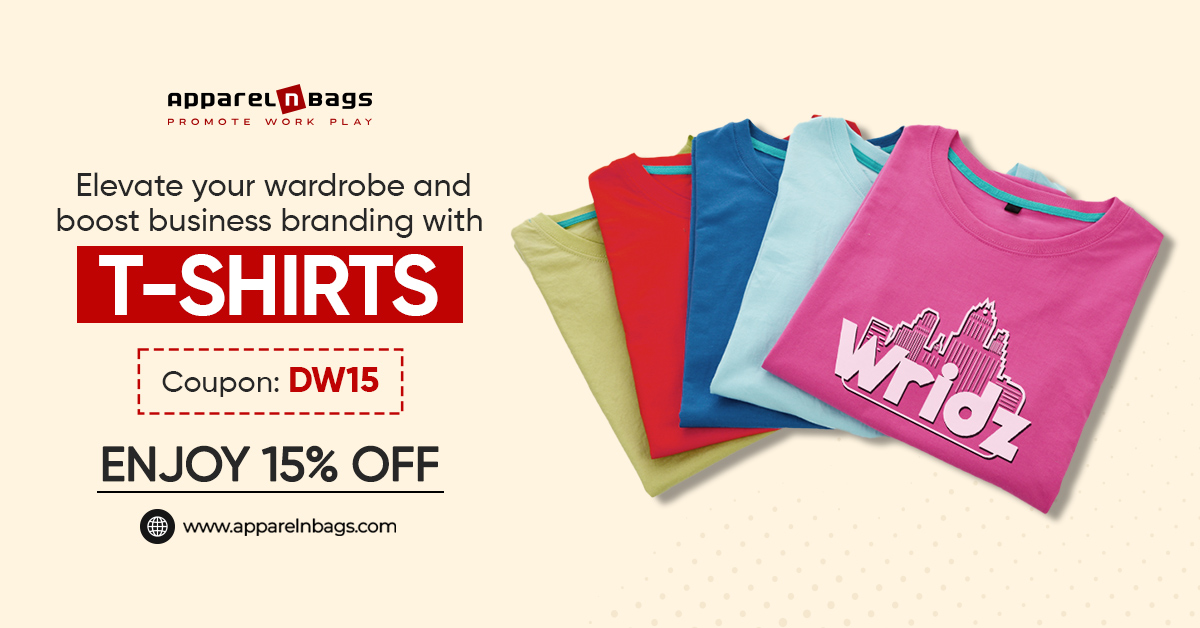 APPAREL n BAGS
PROMOTE WORK PLAY
Elevate your wardrobe and
boost business branding with
T-SHIRTS
Coupon: DW15
ENJOY 15% OFF
www.apparelnbags.com
Wridz